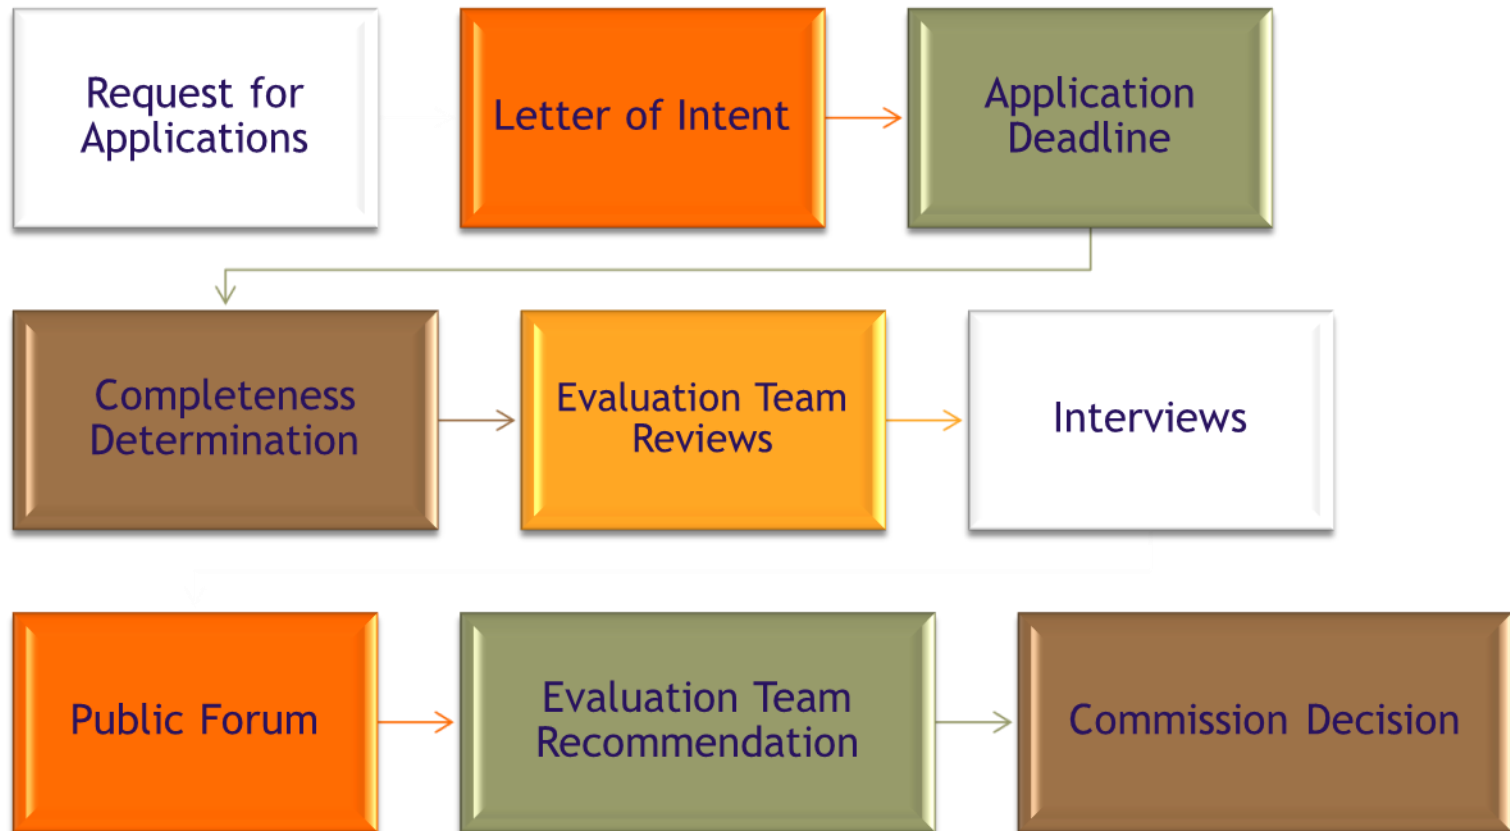 Request for
Applications
Letter of Intent
Application
Deadline
Completeness
Determination
Evaluation Team
Reviews
Interviews
Public Forum
Evaluation Team
Recommendation
Commission Decision